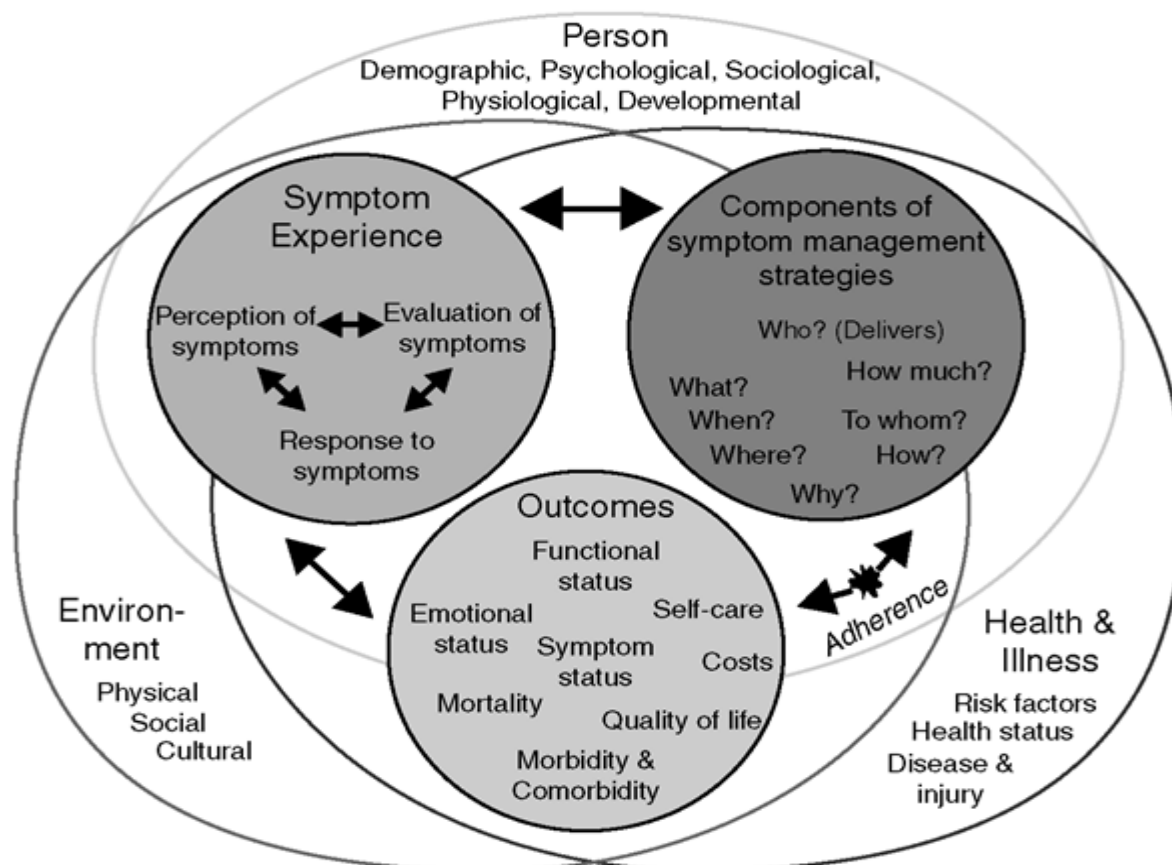 Person
Demographic, Psychological, Sociological,
Physiological, Developmental
Symptom
Experience
Perception of
symptoms
Evaluation of
symptoms
Response to
symptoms
Components of
symptom management
strategies
Who? (Delivers)
How much?
What?
When?
To whom?
Where?
How?
Why?
Outcomes
Functional
status
Emotional
status
Self-care
Symptom
status
Costs
Mortality
Quality of life
Morbidity &
Comorbidity
Adherence
Environ-
ment
Physical
Social
Cultural
Health &
Illness
Risk factors
Health status
Disease &
injury